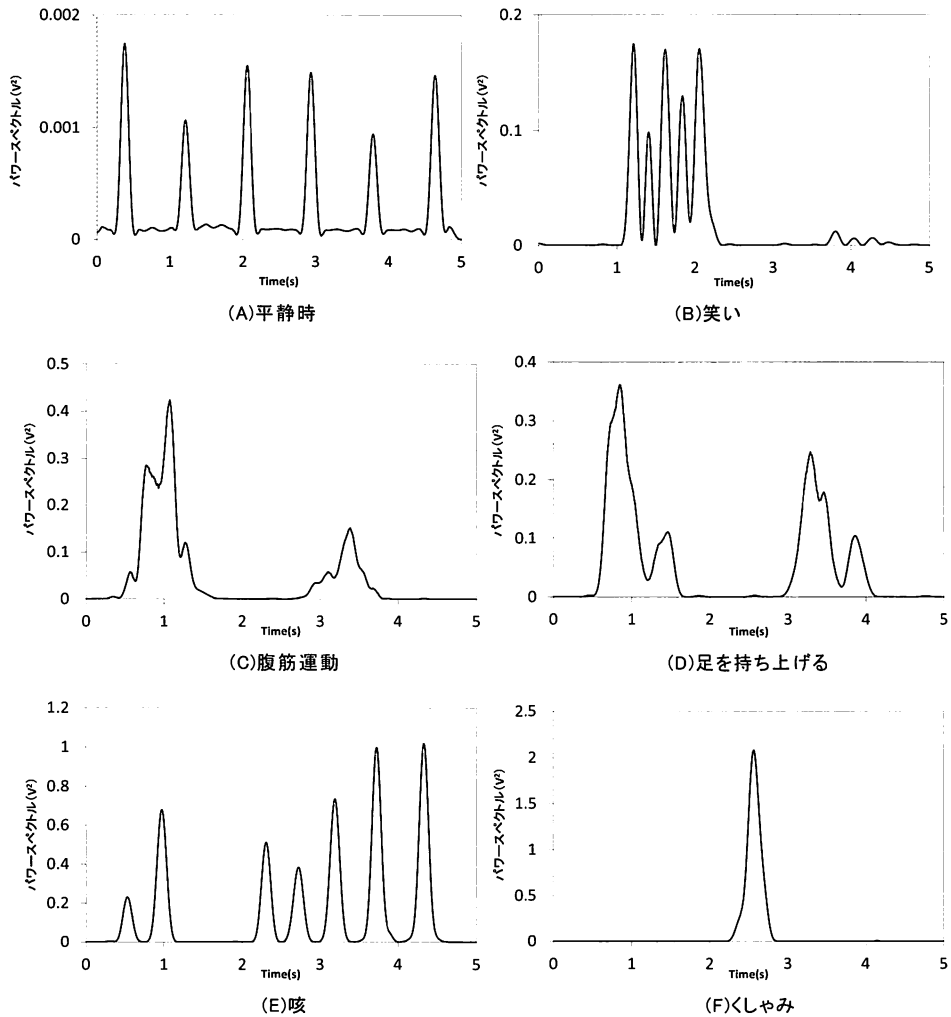 0.002
0.001
0
パワースペクトル(V²)
0 1 2 3 4 5
Time(s)
(A)平静時
0.2
0.1
0
パワースペクトル(V²)
0 1 2 3 4 5
Time(s)
(B)笑い
0.5
0.4
0.3
0.2
0.1
0
パワースペクトル(V²)
0 1 2 3 4 5
Time(s)
(C)腹筋運動
0.4
0.3
0.2
0.1
0
パワースペクトル(V²)
0 1 2 3 4 5
Time(s)
(D)足を持ち上げる
1.2
1
0.8
0.6
0.4
0.2
0
パワースペクトル(V²)
0 1 2 3 4 5
Time(s)
(E)咳
2.5
2
1.5
1
0.5
0
パワースペクトル(V²)
0 1 2 3 4 5
Time(s)
(F)くしゃみ